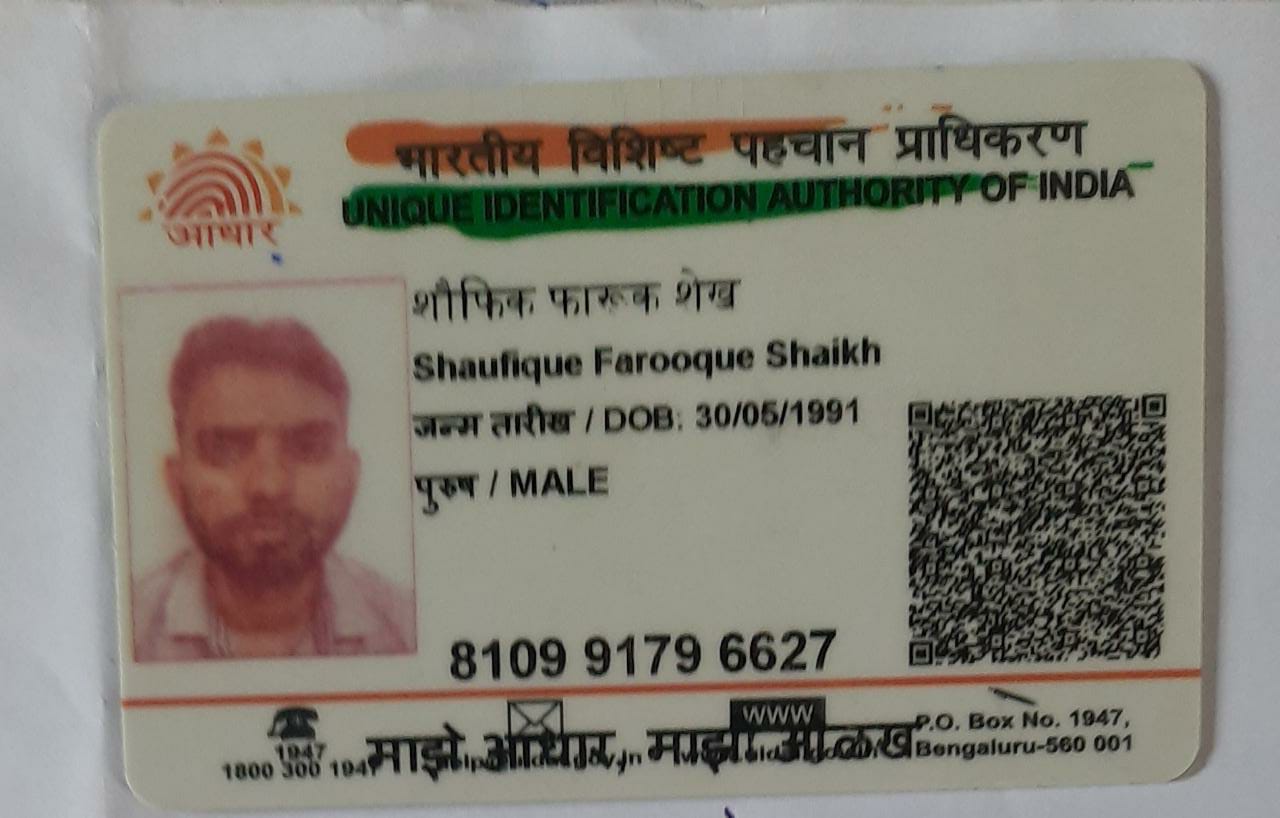 भारतीय विशिष्ट पहचान प्राधिकरण
UNIQUE IDENTIFICATION AUTHORITY OF INDIA
आधार
शौफिक फारूक शेख
Shaufique Farooque Shaikh
जन्म तारीख / DOB: 30/05/1991
पुरुष / MALE
8109 9179 6627
WWW
1947
1800 300 1947
माझे आधार, माझी ओळख
P.O. Box No. 1947,
Bengaluru-560 001